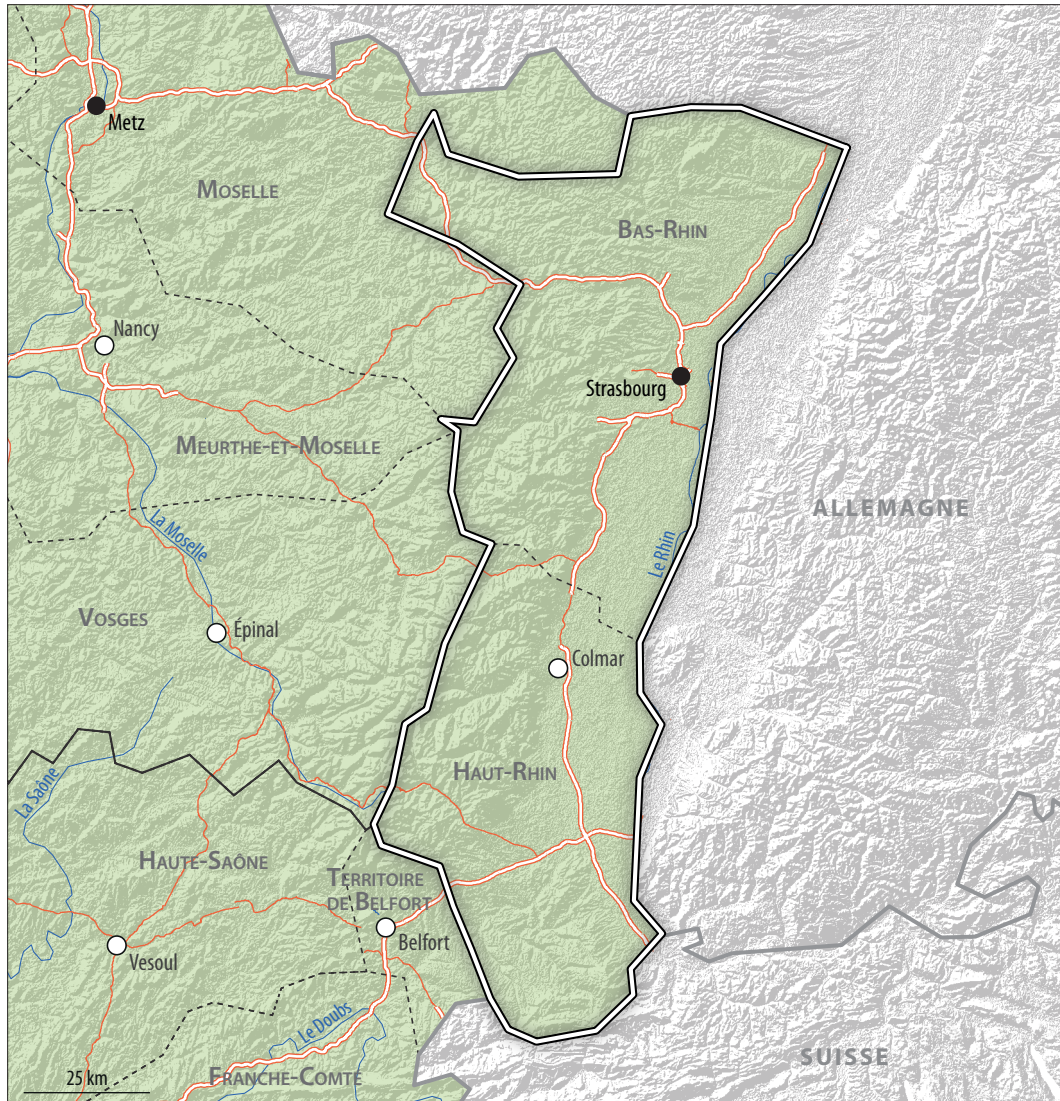 Metz
MOSELLE
BAS-RHIN
Nancy
Strasbourg
MEURTHE-ET-MOSELLE
ALLEMAGNE
La Moselle
Le Rhin
VOSGES
Épinal
Colmar
La Saône
HAUT-RHIN
HAUTE-SAÔNE
TERRITOIRE
DE BELFORT
Belfort
Vesoul
Le Doubs
SUISSE
FRANCHE-COMTE
25 km